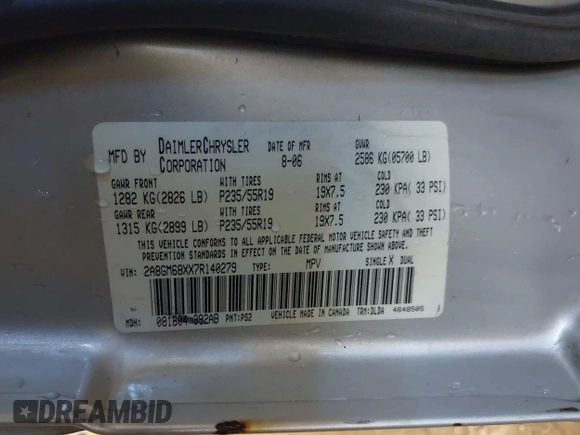 MFD BY DAIMLERCHRYSLER CORPORATION DATE OF MFR 8-06 GVWR 2586 KG(05700 LB)
GAWR FRONT WITH TIRES RIMS AT COLD
1282 KG(2826 LB) P235/55R19 19X7.5 230 KPA( 33 PSI)
GAWR REAR WITH TIRES RIMS AT COLD
1315 KG(2899 LB) P235/55R19 19X7.5 230 KPA( 33 PSI)
THIS VEHICLE CONFORMS TO ALL APPLICABLE FEDERAL MOTOR VEHICLE SAFETY, BUMPER, AND THEFT
PREVENTION STANDARDS IN EFFECT ON THE DATE OF MANUFACTURE SHOWN ABOVE.
VIN: 2A8GM68XX7R140279 TYPE: MPV SINGLE X DUAL
MDH: 081804 392AB PNT:PS2 VEHICLE MADE IN CANADA TRM:DLDA 4648505
DREAMBID